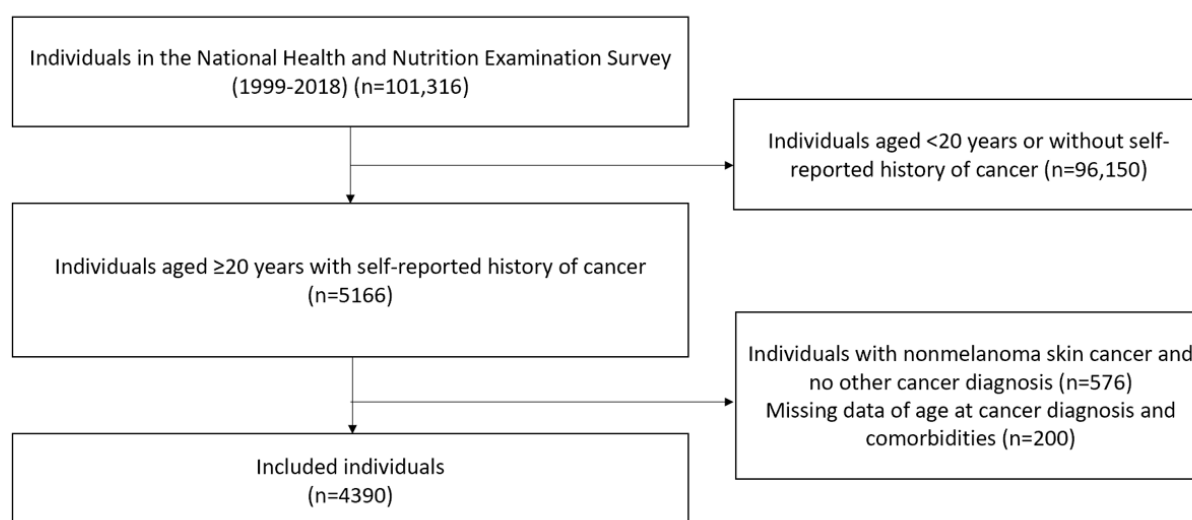 Individuals in the National Health and Nutrition Examination Survey
(1999-2018) (n=101,316)
Individuals aged <20 years or without self-
reported history of cancer (n=96,150)
Individuals aged ≥20 years with self-reported history of cancer
(n=5166)
Individuals with nonmelanoma skin cancer and
no other cancer diagnosis (n=576)
Missing data of age at cancer diagnosis and
comorbidities (n=200)
Included individuals
(n=4390)